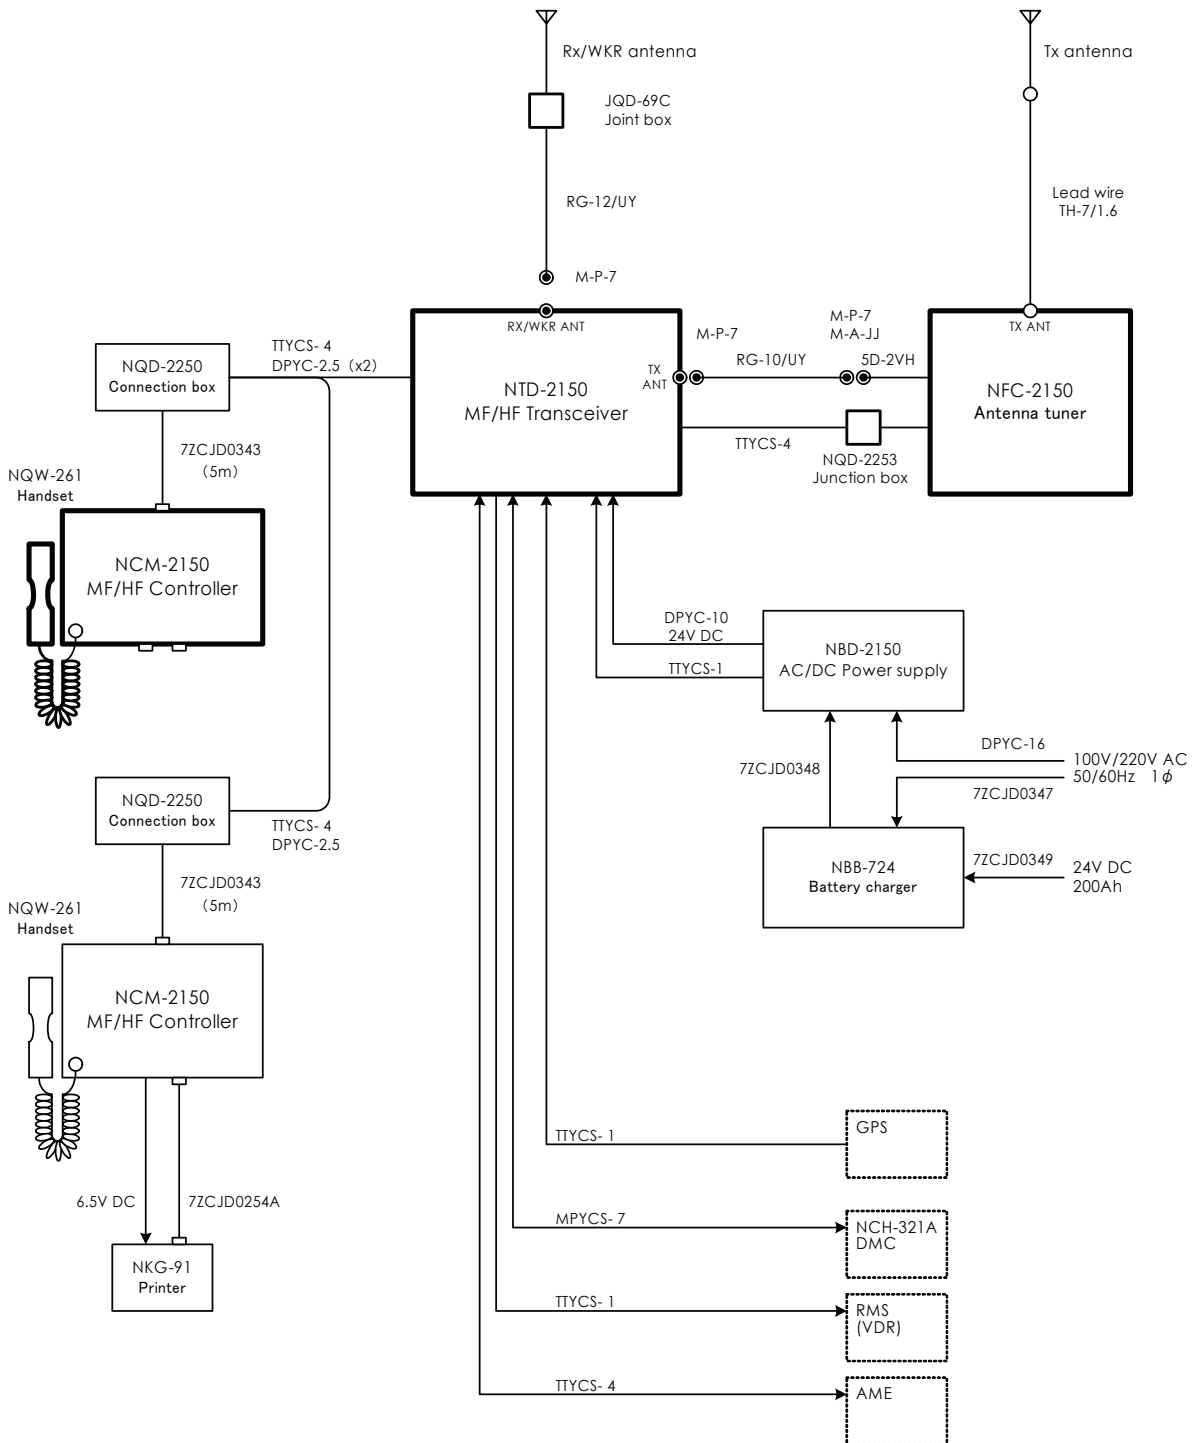 Rx/WKR antenna
Tx antenna
JQD-69C
Joint box
RG-12/UY
Lead wire
TH-7/1.6
M-P-7
RX/WKR ANT
TX ANT
NTD-2150
MF/HF Transceiver
TX
ANT
M-P-7
RG-10/UY
M-P-7
M-A-JJ
5D-2VH
NFC-2150
Antenna tuner
TTYCS-4
NQD-2253
Junction box
TTYCS- 4
DPYC-2.5 (x2)
NQD-2250
Connection box
7ZCJD0343
(5m)
NQW-261
Handset
NCM-2150
MF/HF Controller
DPYC-10
24V DC
TTYCS-1
NBD-2150
AC/DC Power supply
DPYC-16
100V/220V AC
50/60Hz 1ϕ
7ZCJD0348
7ZCJD0347
NQD-2250
Connection box
TTYCS- 4
DPYC-2.5
NBB-724
Battery charger
7ZCJD0349
24V DC
200Ah
7ZCJD0343
(5m)
NQW-261
Handset
NCM-2150
MF/HF Controller
6.5V DC
7ZCJD0254A
NKG-91
Printer
TTYCS- 1
GPS
MPYCS- 7
NCH-321A
DMC
TTYCS- 1
RMS
(VDR)
TTYCS- 4
AME